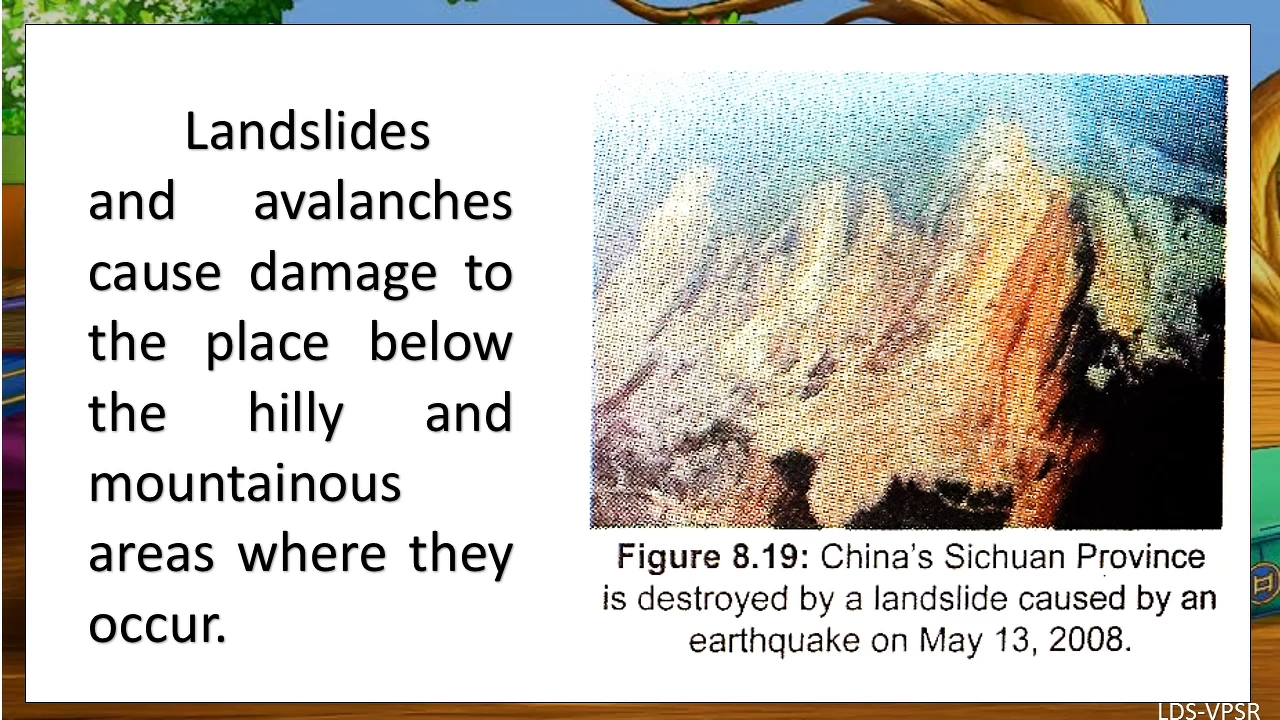 Landslides
and avalanches
cause damage to
the place below
the hilly and
mountainous
areas where they
occur.
Figure 8.19: China's Sichuan Province
is destroyed by a landslide caused by an
earthquake on May 13, 2008.
LDS-VPSR